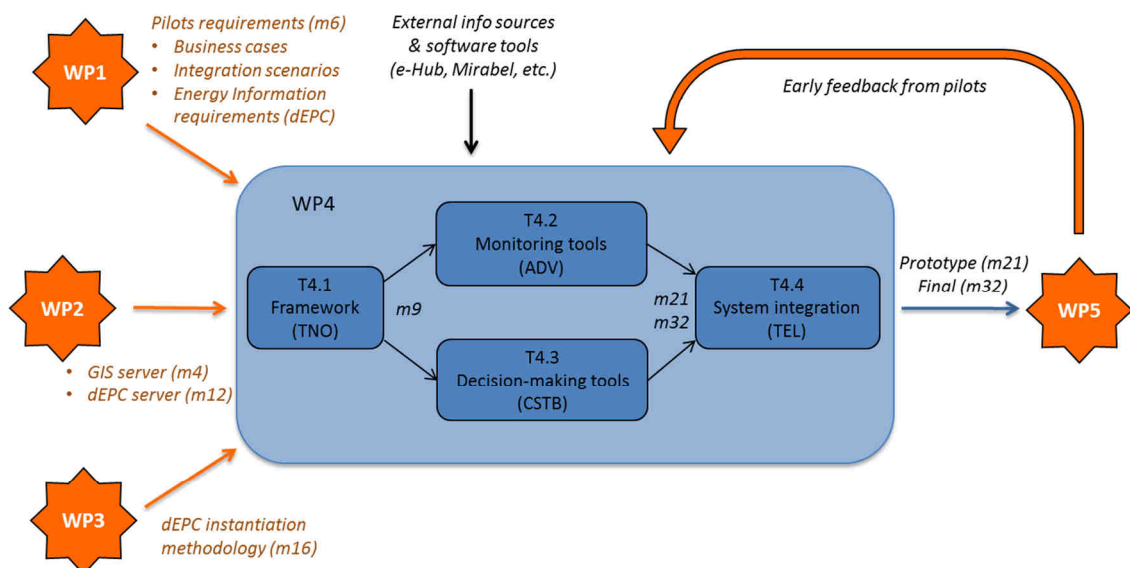 WP1
Pilots requirements (m6)
• Business cases
• Integration scenarios
• Energy Information
requirements (dEPC)
External info sources
& software tools
(e-Hub, Mirabel, etc.)
Early feedback from pilots
WP4
T4.1
Framework
(TNO)
m9
T4.2
Monitoring tools
(ADV)
T4.3
Decision-making tools
(CSTB)
m21
m32
T4.4
System integration
(TEL)
Prototype (m21)
Final (m32)
WP5
WP2
• GIS server (m4)
• dEPC server (m12)
WP3
dEPC instantiation
methodology (m16)